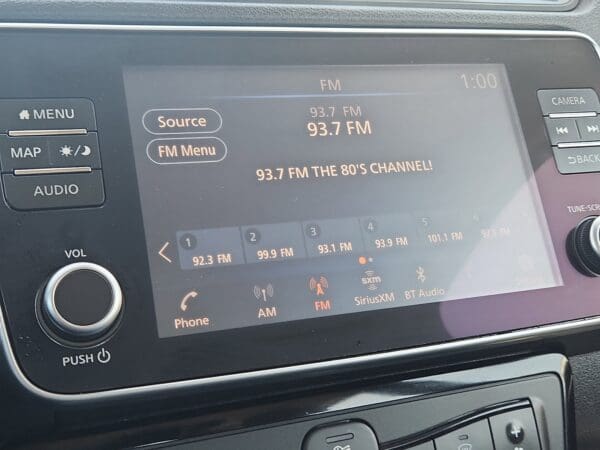 FM
1:00
93.7 FM
93.7 FM
Source
FM Menu
93.7 FM THE 80'S CHANNEL!
1 2 3 4 5
92.3 FM 99.9 FM 93.1 FM 93.9 FM 101.1 FM
Phone
AM
FM
sxm
SiriusXM
BT Audio
MENU
MAP
AUDIO
VOL
PUSH
CAMERA
BACK
TUNE-SCR